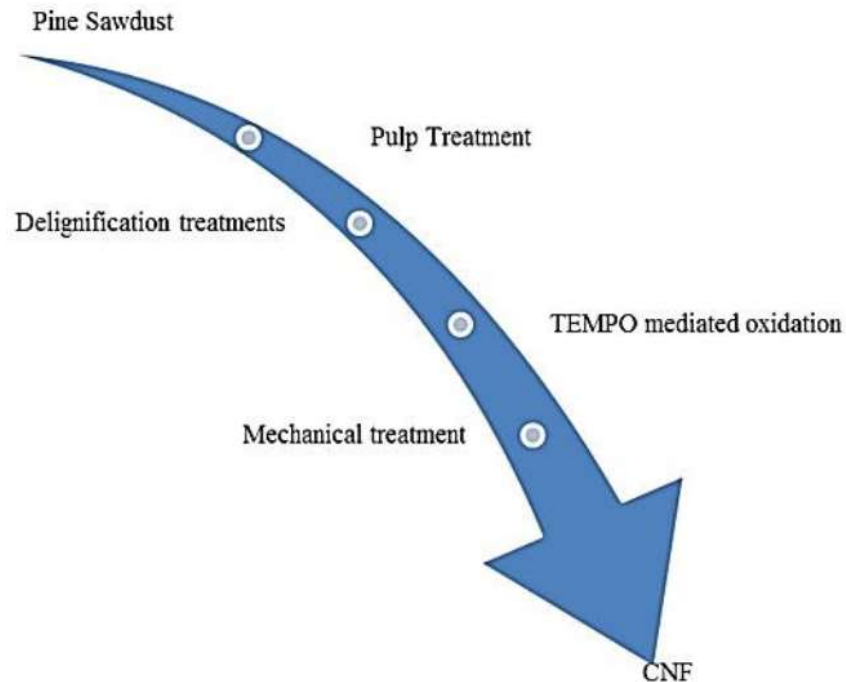 Pine Sawdust
Pulp Treatment
Delignification treatments
TEMPO mediated oxidation
Mechanical treatment
CNF